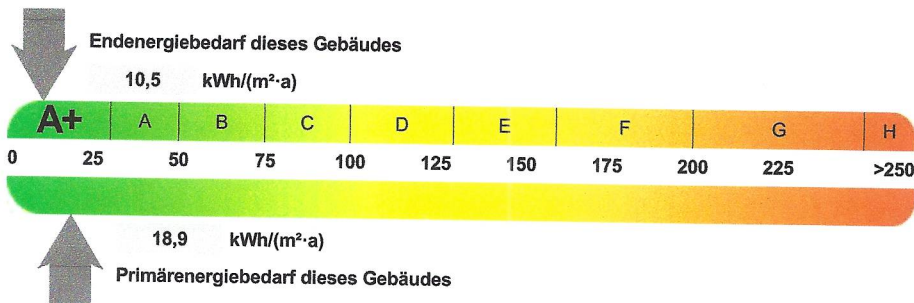 Endenergiebedarf dieses Gebäudes
10,5 kWh/(m²·a)
A+ A B C D E F G H
0 25 50 75 100 125 150 175 200 225 >250
18,9 kWh/(m²·a)
Primärenergiebedarf dieses Gebäudes